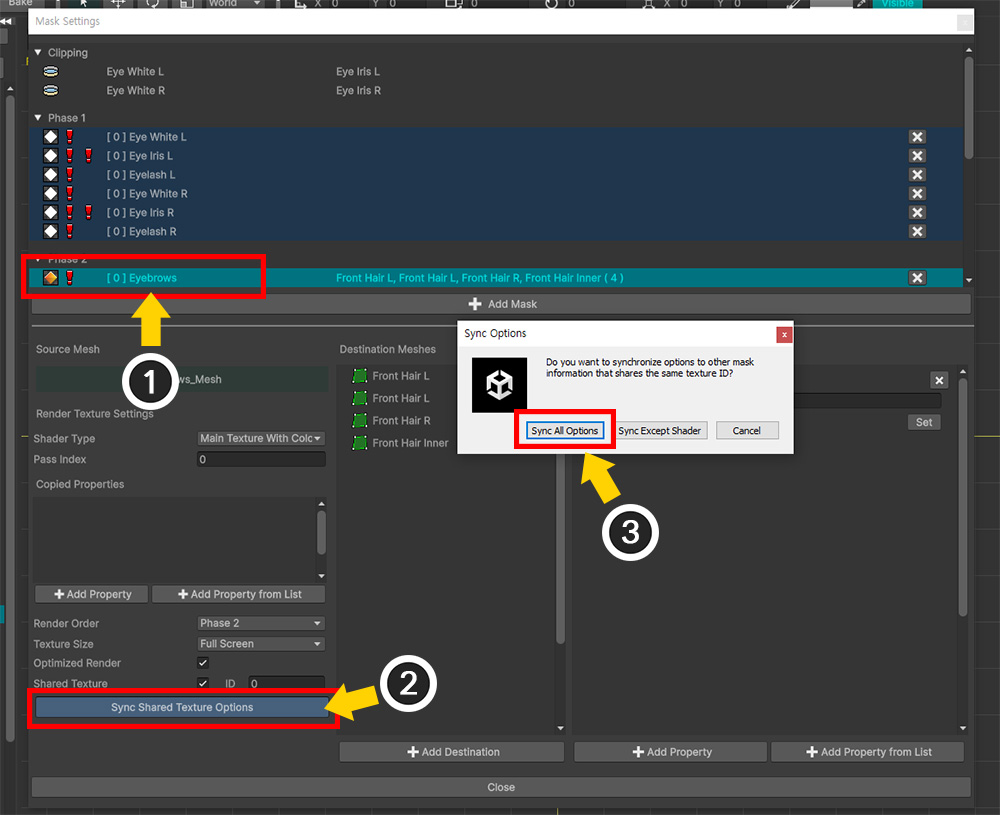 Bake
World
X 0 Y 0 0 0 X 0 Y 0
Visible
Mask Settings
x
Clipping
Eye White L Eye Iris L
Eye White R Eye Iris R
Phase 1
[ 0 ] Eye White L
[ 0 ] Eye Iris L
[ 0 ] Eyelash L
[ 0 ] Eye White R
[ 0 ] Eye Iris R
[ 0 ] Eyelash R
Phase 2
[ 0 ] Eyebrows Front Hair L, Front Hair L, Front Hair R, Front Hair Inner ( 4 )
Add Mask
Source Mesh
ws_Mesh
Render Texture Settings
Shader Type Main Texture With Colc
Pass Index 0
Copied Properties
Add Property
Add Property from List
Render Order Phase 2
Texture Size Full Screen
Optimized Render
Shared Texture ID 0
Sync Shared Texture Options
Destination Meshes
Front Hair L
Front Hair L
Front Hair R
Front Hair Inner
Add Destination
Set
Add Property
Add Property from List
Close
Sync Options
x
Do you want to synchronize options to other mask
information that shares the same texture ID?
Sync All Options
Sync Except Shader
Cancel
1
2
3